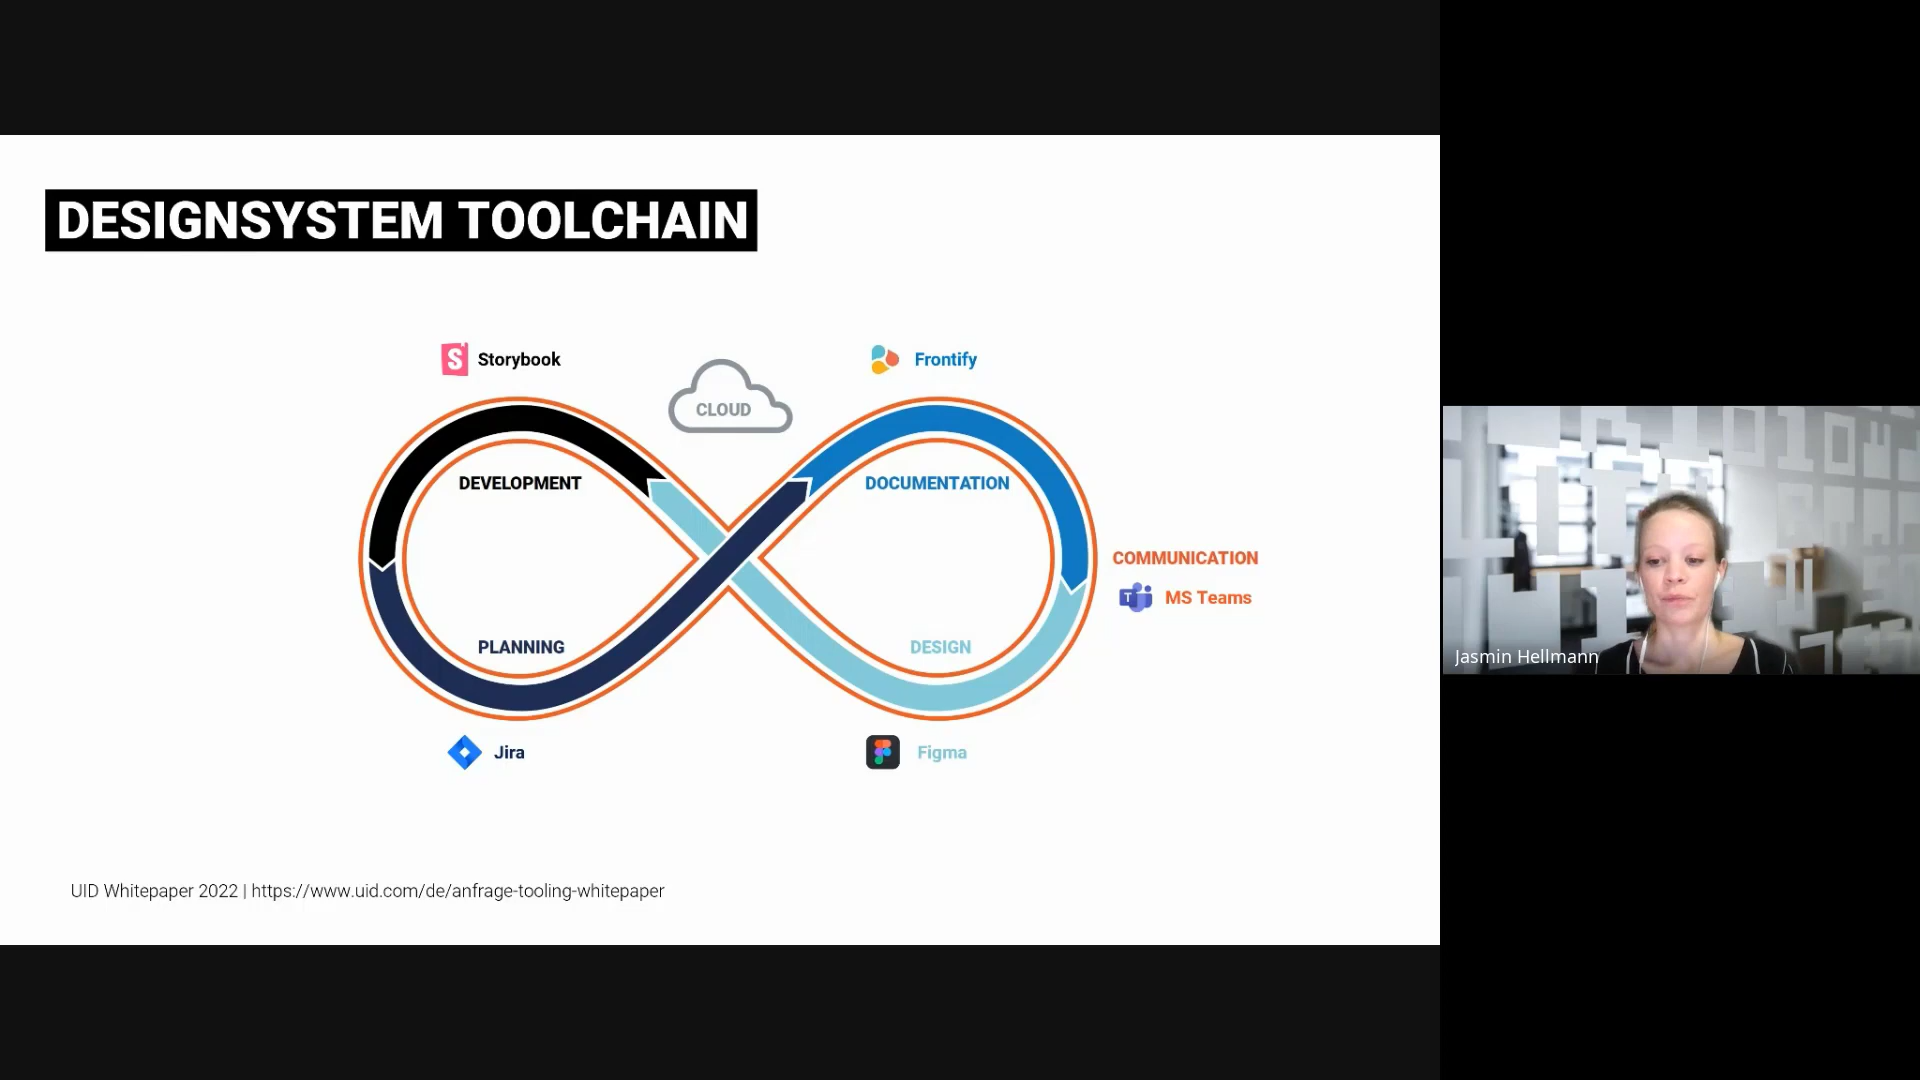 DESIGNSYSTEM TOOLCHAIN
Storybook
CLOUD
Frontify
DEVELOPMENT
DOCUMENTATION
COMMUNICATION
MS Teams
PLANNING
DESIGN
Jira
Figma
UID Whitepaper 2022 | https://www.uid.com/de/anfrage-tooling-whitepaper
Jasmin Hellmann